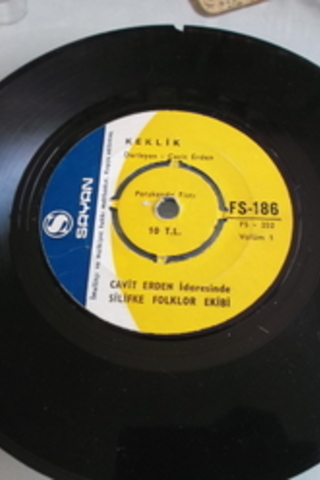 KEKLİK
Derleyen - Cavit Erden
Perakende Fiatı
10 T.L.
FS-186
FS - 350
Volüm 1
SAYAN
CAVİT ERDEN İdaresinde
SİLİFKE FOLKLOR EKİBİ